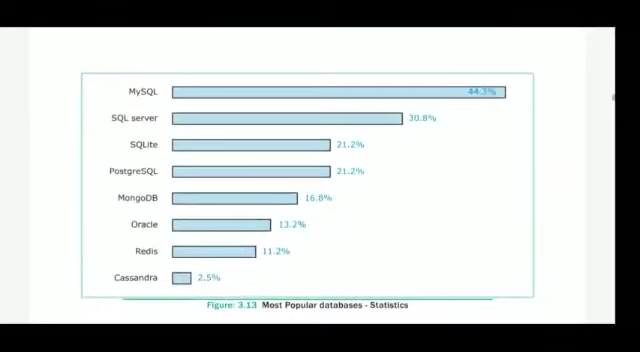 MySQL 44.3%
SQL server 30.8%
SQLite 21.2%
PostgreSQL 21.2%
MongoDB 16.8%
Oracle 13.2%
Redis 11.2%
Cassandra 2.5%
Figure: 3.13 Most Popular databases - Statistics